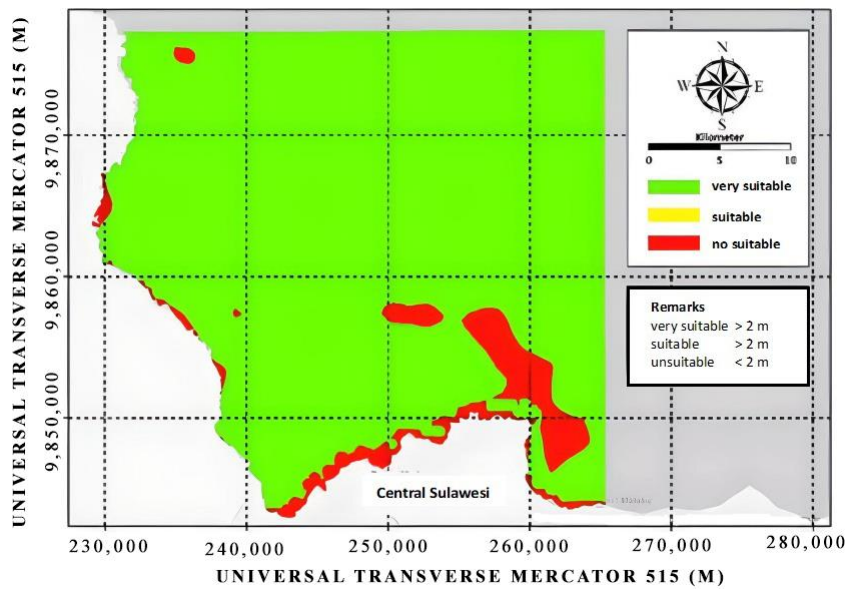 UNIVERSAL TRANSVERSE MERCATOR 515 (M)
9,870,000
9,860,000
9,850,000
N
W E
S
Kilometer
0 5 10
very suitable
suitable
no suitable
Remarks
very suitable > 2 m
suitable > 2 m
unsuitable < 2 m
Central Sulawesi
230,000 240,000 250,000 260,000 270,000 280,000
UNIVERSAL TRANSVERSE MERCATOR 515 (M)